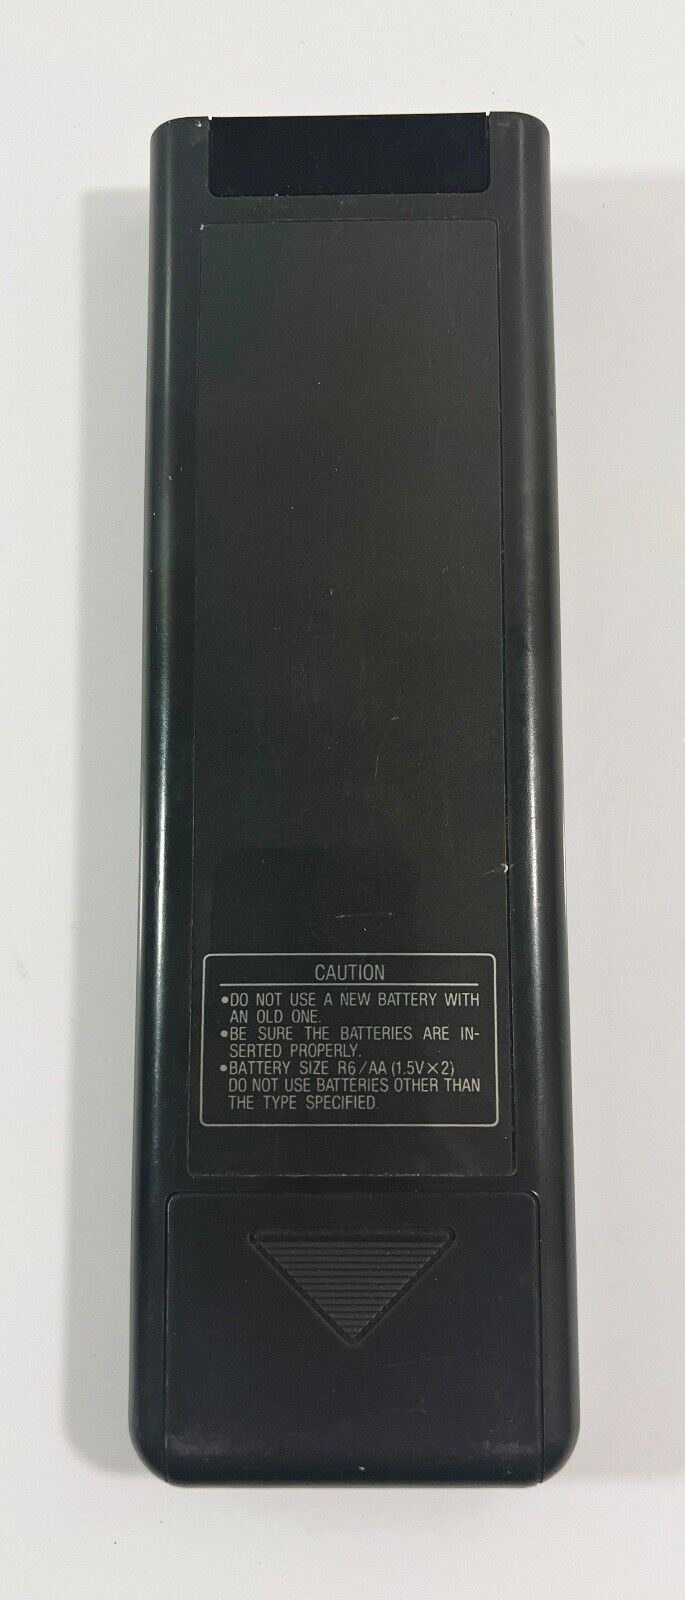 CAUTION
•DO NOT USE A NEW BATTERY WITH
AN OLD ONE.
•BE SURE THE BATTERIES ARE IN-
SERTED PROPERLY.
•BATTERY SIZE R6/AA (1.5V×2)
DO NOT USE BATTERIES OTHER THAN
THE TYPE SPECIFIED.